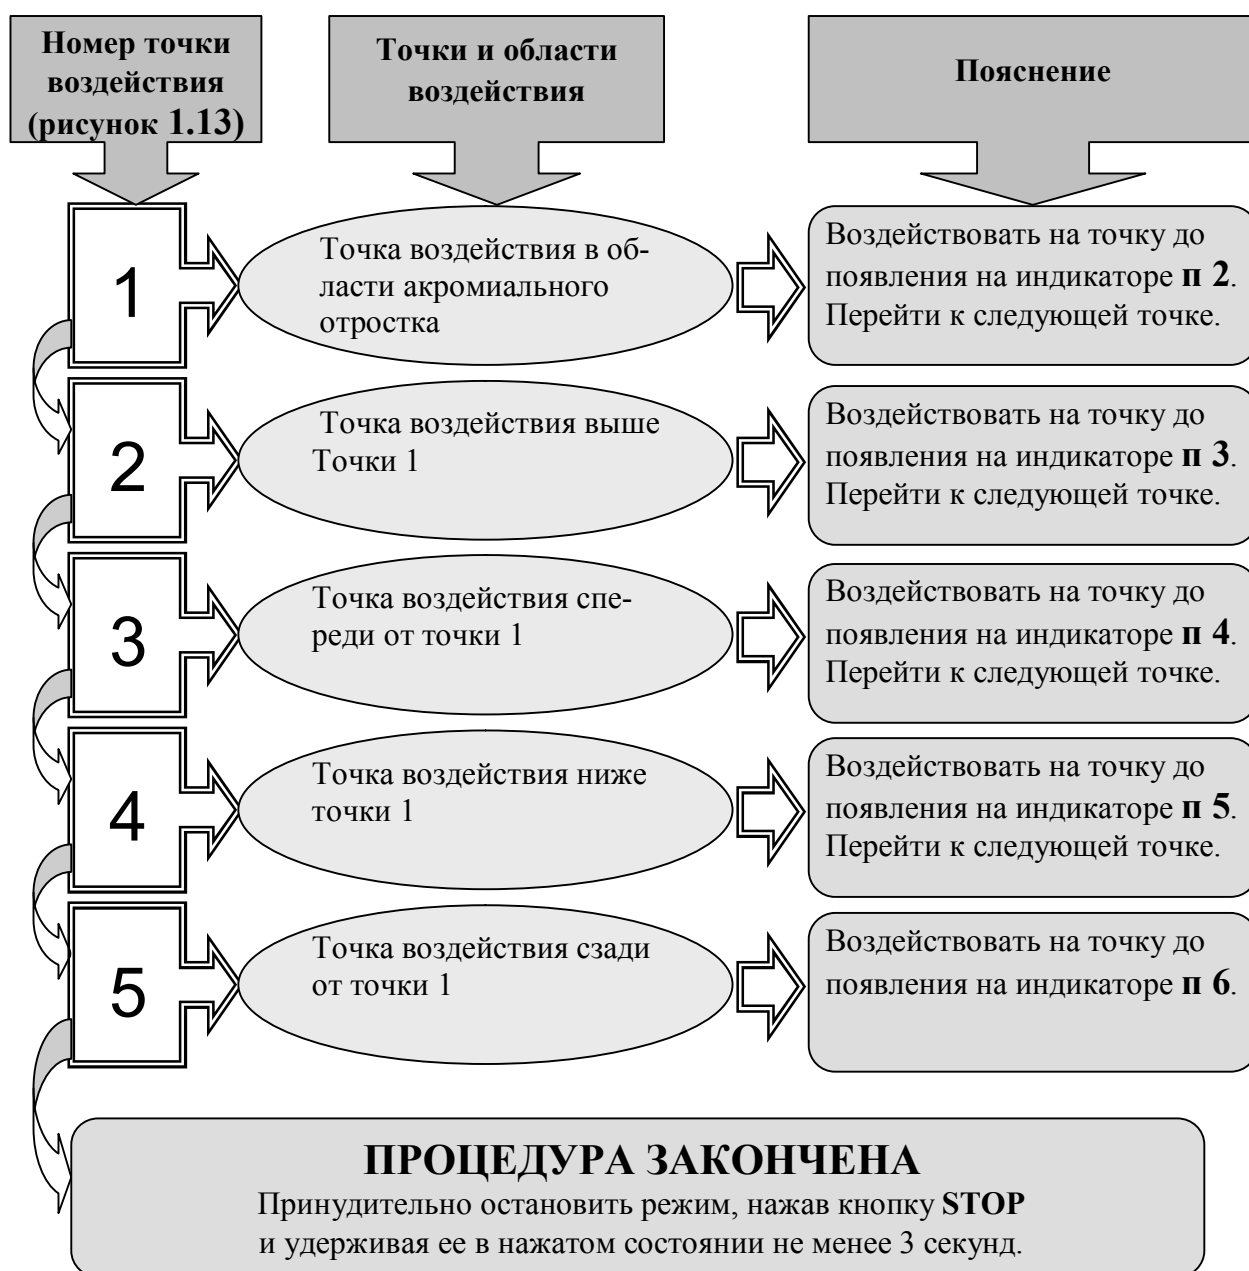 Номер точки
воздействия
(рисунок 1.13)
Точки и области
воздействия
Пояснение
1
Точка воздействия в об-
ласти акромиального
отростка
Воздействовать на точку до
появления на индикаторе п 2.
Перейти к следующей точке.
2
Точка воздействия выше
Точки 1
Воздействовать на точку до
появления на индикаторе п 3.
Перейти к следующей точке.
3
Точка воздействия спе-
реди от точки 1
Воздействовать на точку до
появления на индикаторе п 4.
Перейти к следующей точке.
4
Точка воздействия ниже
точки 1
Воздействовать на точку до
появления на индикаторе п 5.
Перейти к следующей точке.
5
Точка воздействия сзади
от точки 1
Воздействовать на точку до
появления на индикаторе п 6.
ПРОЦЕДУРА ЗАКОНЧЕНА
Принудительно остановить режим, нажав кнопку STOP
и удерживая ее в нажатом состоянии не менее 3 секунд.